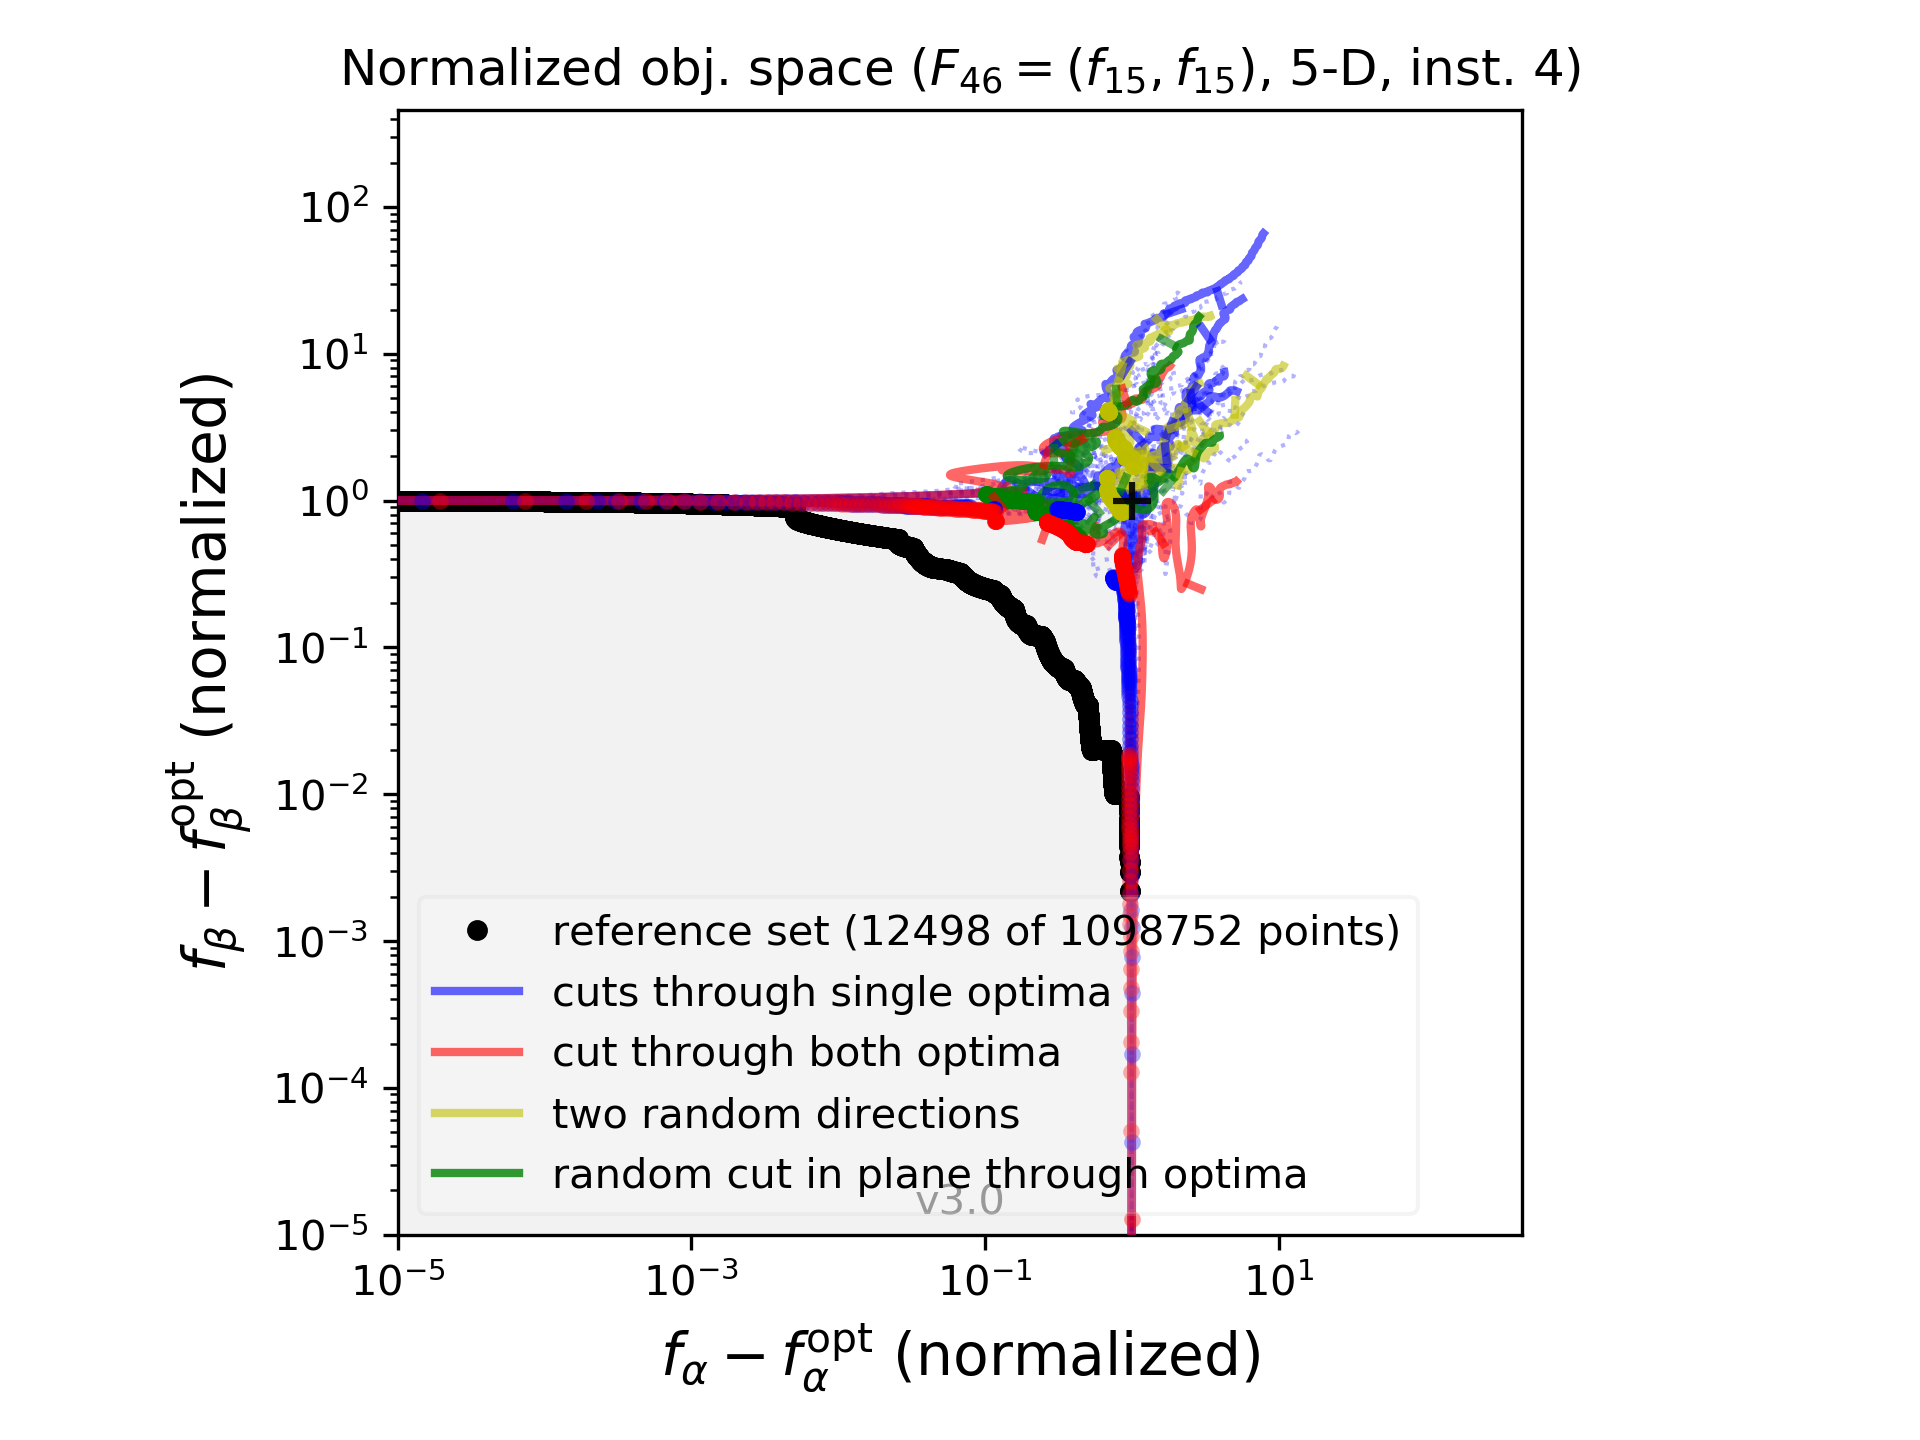 Normalized obj. space (F₄₆ = (f₁₅, f₁₅), 5-D, inst. 4)
f_β − f_β^opt (normalized)
10²
10¹
10⁰
10⁻¹
10⁻²
10⁻³
10⁻⁴
10⁻⁵
reference set (12498 of 1098752 points)
cuts through single optima
cut through both optima
two random directions
random cut in plane through optima
v3.0
10⁻⁵ 10⁻³ 10⁻¹ 10¹
f_α − f_α^opt (normalized)